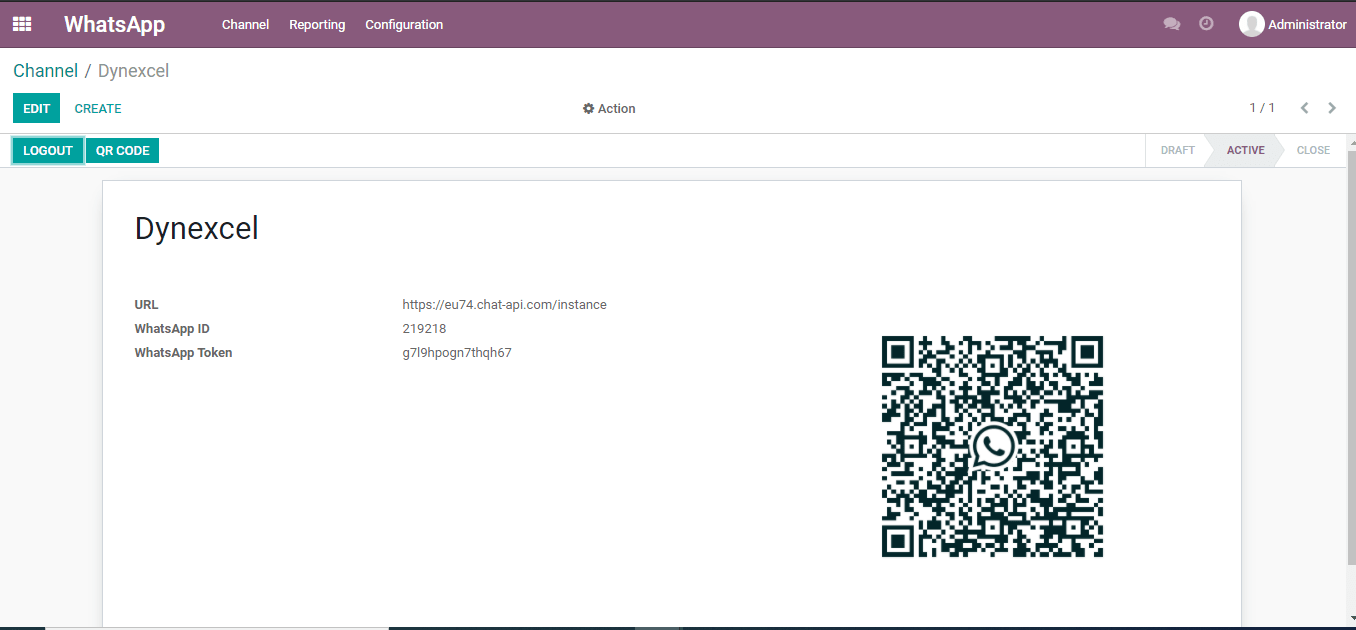 WhatsApp Channel Reporting Configuration Administrator
Channel / Dynexcel
EDIT CREATE Action 1 / 1
LOGOUT QR CODE DRAFT ACTIVE CLOSE
Dynexcel
URL https://eu74.chat-api.com/instance
WhatsApp ID 219218
WhatsApp Token g7l9hpogn7thqh67